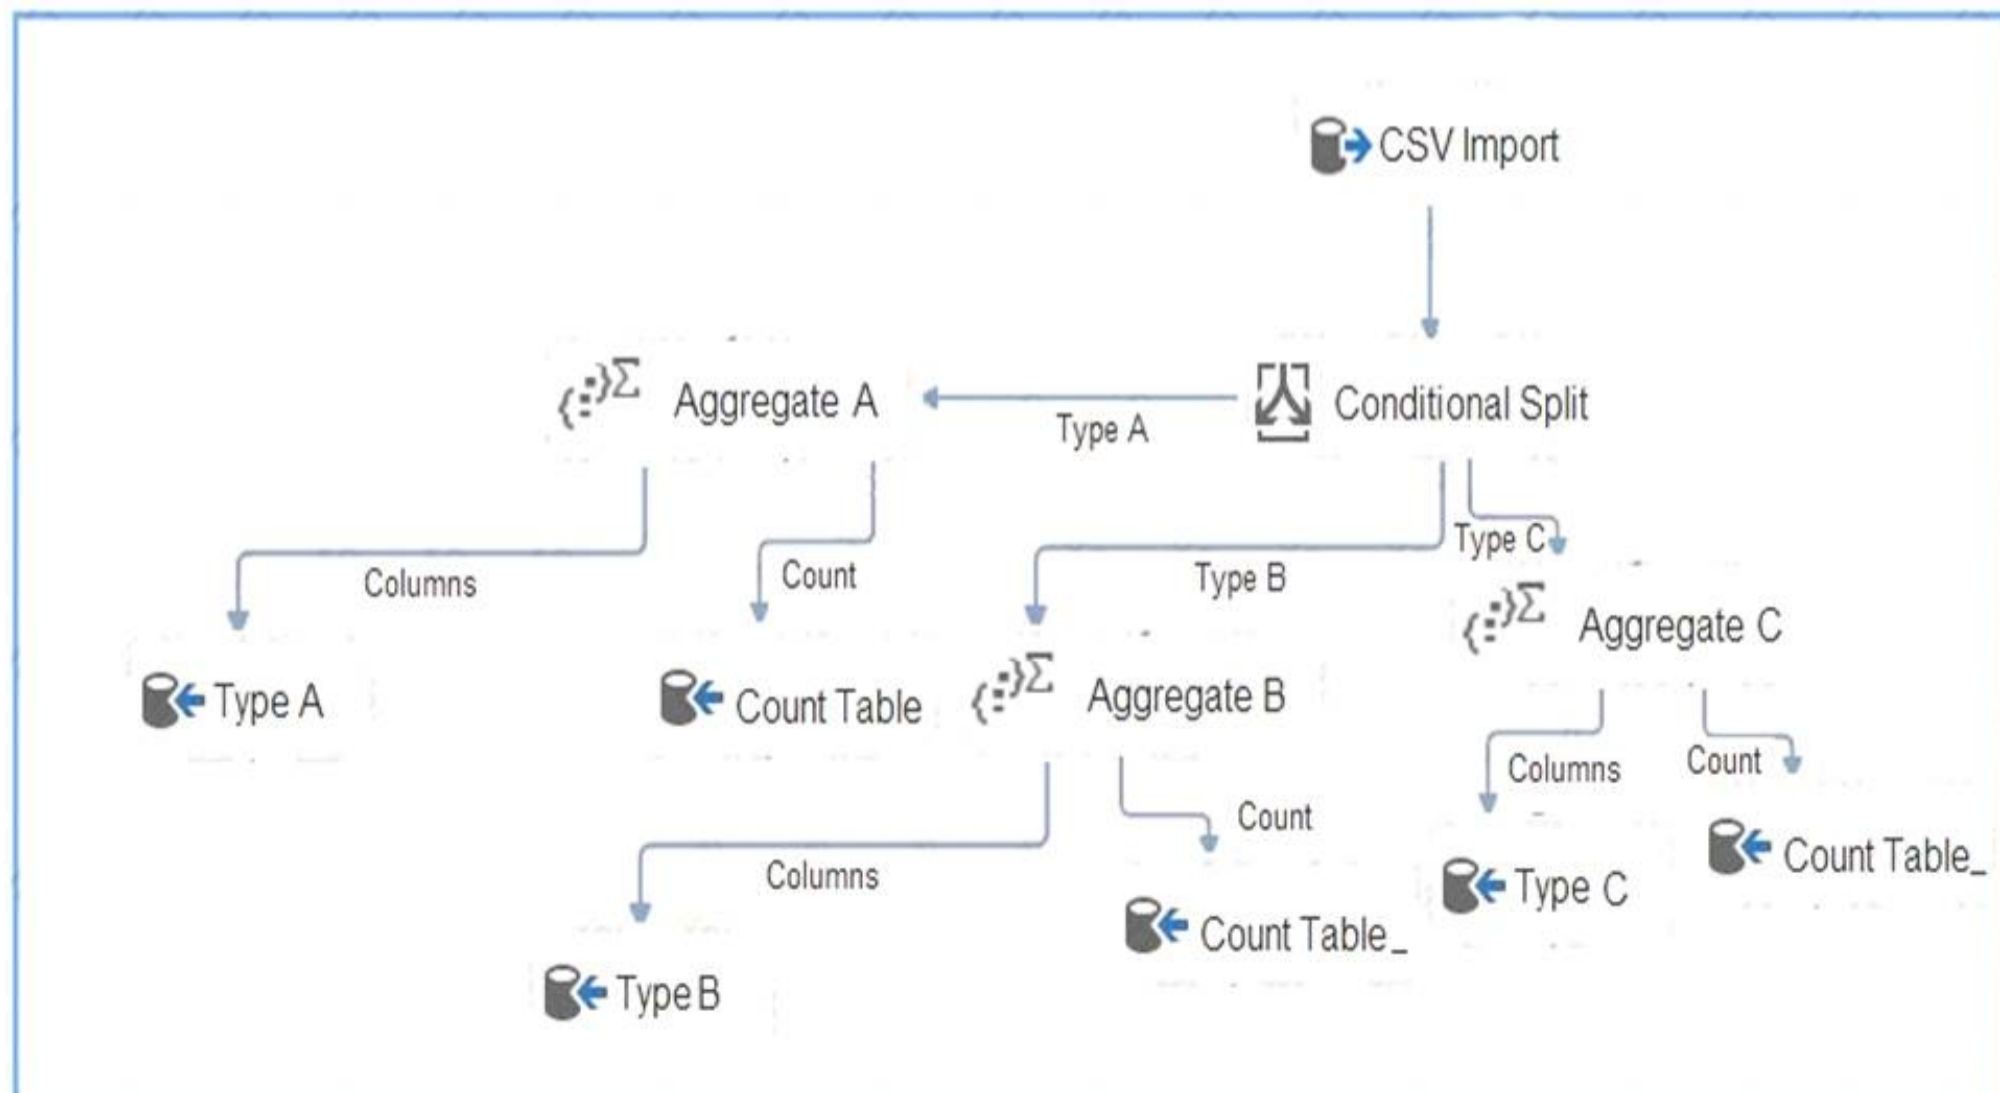 CSV Import
Aggregate A
Type A
Conditional Split
Columns
Count
Type B
Type C
Aggregate C
Type A
Count Table
Aggregate B
Columns
Count
Columns
Count
Type C
Count Table_
Count Table_
Type B